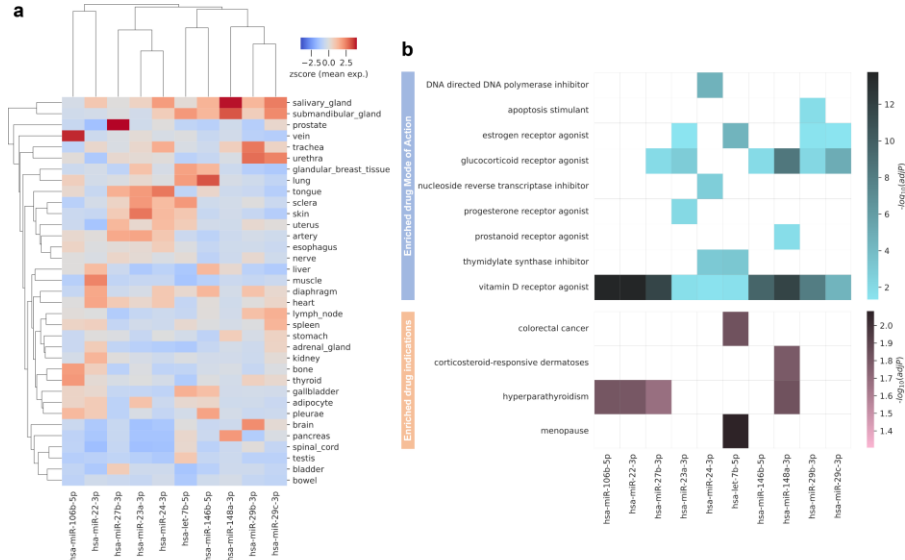 a
−2.5 0.0 2.5
zscore (mean exp.)
salivary_gland
submandibular_gland
prostate
vein
trachea
urethra
glandular_breast_tissue
lung
tongue
sclera
skin
uterus
artery
esophagus
nerve
liver
muscle
diaphragm
heart
lymph_node
spleen
stomach
adrenal_gland
kidney
bone
thyroid
gallbladder
adipocyte
pleurae
brain
pancreas
spinal_cord
testis
bladder
bowel
hsa-miR-106b-5p
hsa-miR-22-3p
hsa-miR-27b-3p
hsa-miR-23a-3p
hsa-miR-24-3p
hsa-let-7b-5p
hsa-miR-146b-5p
hsa-miR-148a-3p
hsa-miR-29b-3p
hsa-miR-29c-3p
b
Enriched drug Mode of Action
DNA directed DNA polymerase inhibitor
apoptosis stimulant
estrogen receptor agonist
glucocorticoid receptor agonist
nucleoside reverse transcriptase inhibitor
progesterone receptor agonist
prostanoid receptor agonist
thymidylate synthase inhibitor
vitamin D receptor agonist
12
10
8
6
4
2
-log10(adjP)
Enriched drug indications
colorectal cancer
corticosteroid-responsive dermatoses
hyperparathyroidism
menopause
2.0
1.9
1.8
1.7
1.6
1.5
1.4
-log10(adjP)
hsa-miR-106b-5p
hsa-miR-22-3p
hsa-miR-27b-3p
hsa-miR-23a-3p
hsa-miR-24-3p
hsa-let-7b-5p
hsa-miR-146b-5p
hsa-miR-148a-3p
hsa-miR-29b-3p
hsa-miR-29c-3p